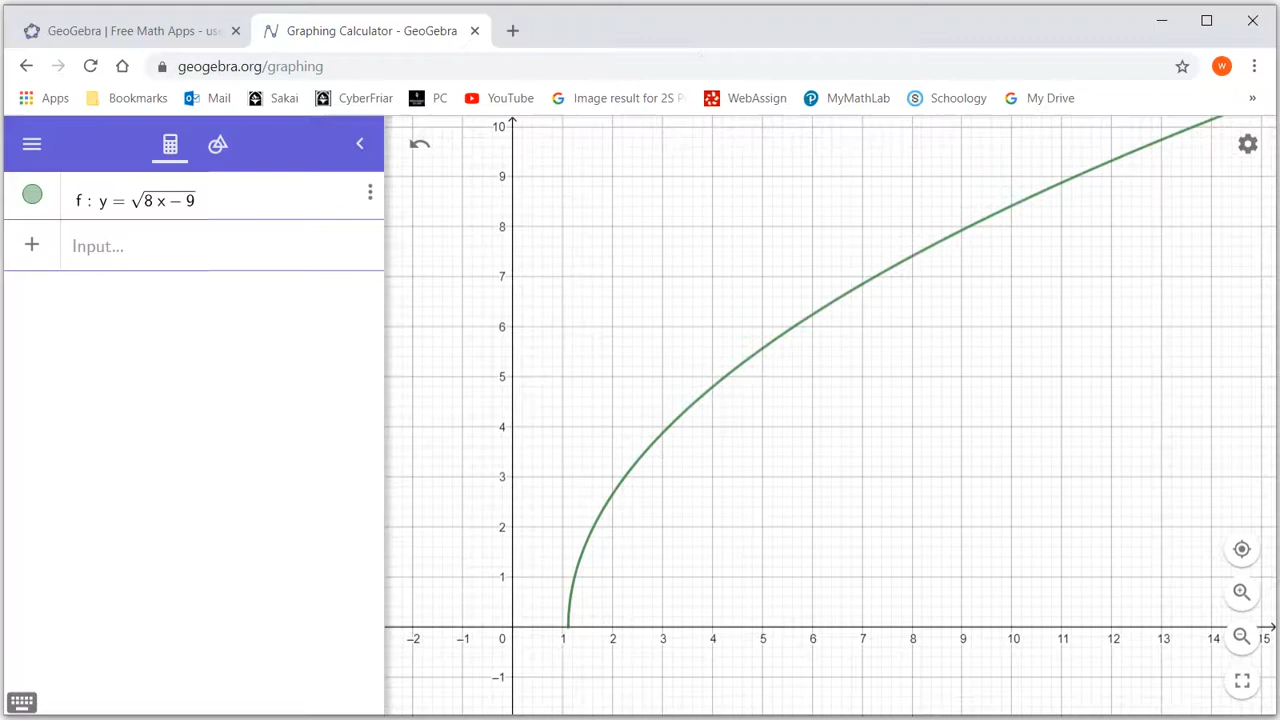 GeoGebra | Free Math Apps - us
Graphing Calculator - GeoGebra
geogebra.org/graphing
W
Apps Bookmarks Mail Sakai CyberFriar PC YouTube Image result for 2S P WebAssign MyMathLab Schoology My Drive »
f : y = √8 x – 9
Input...
10
9
8
7
6
5
4
3
2
1
–2 –1 0 1 2 3 4 5 6 7 8 9 10 11 12 13 14 15
–1